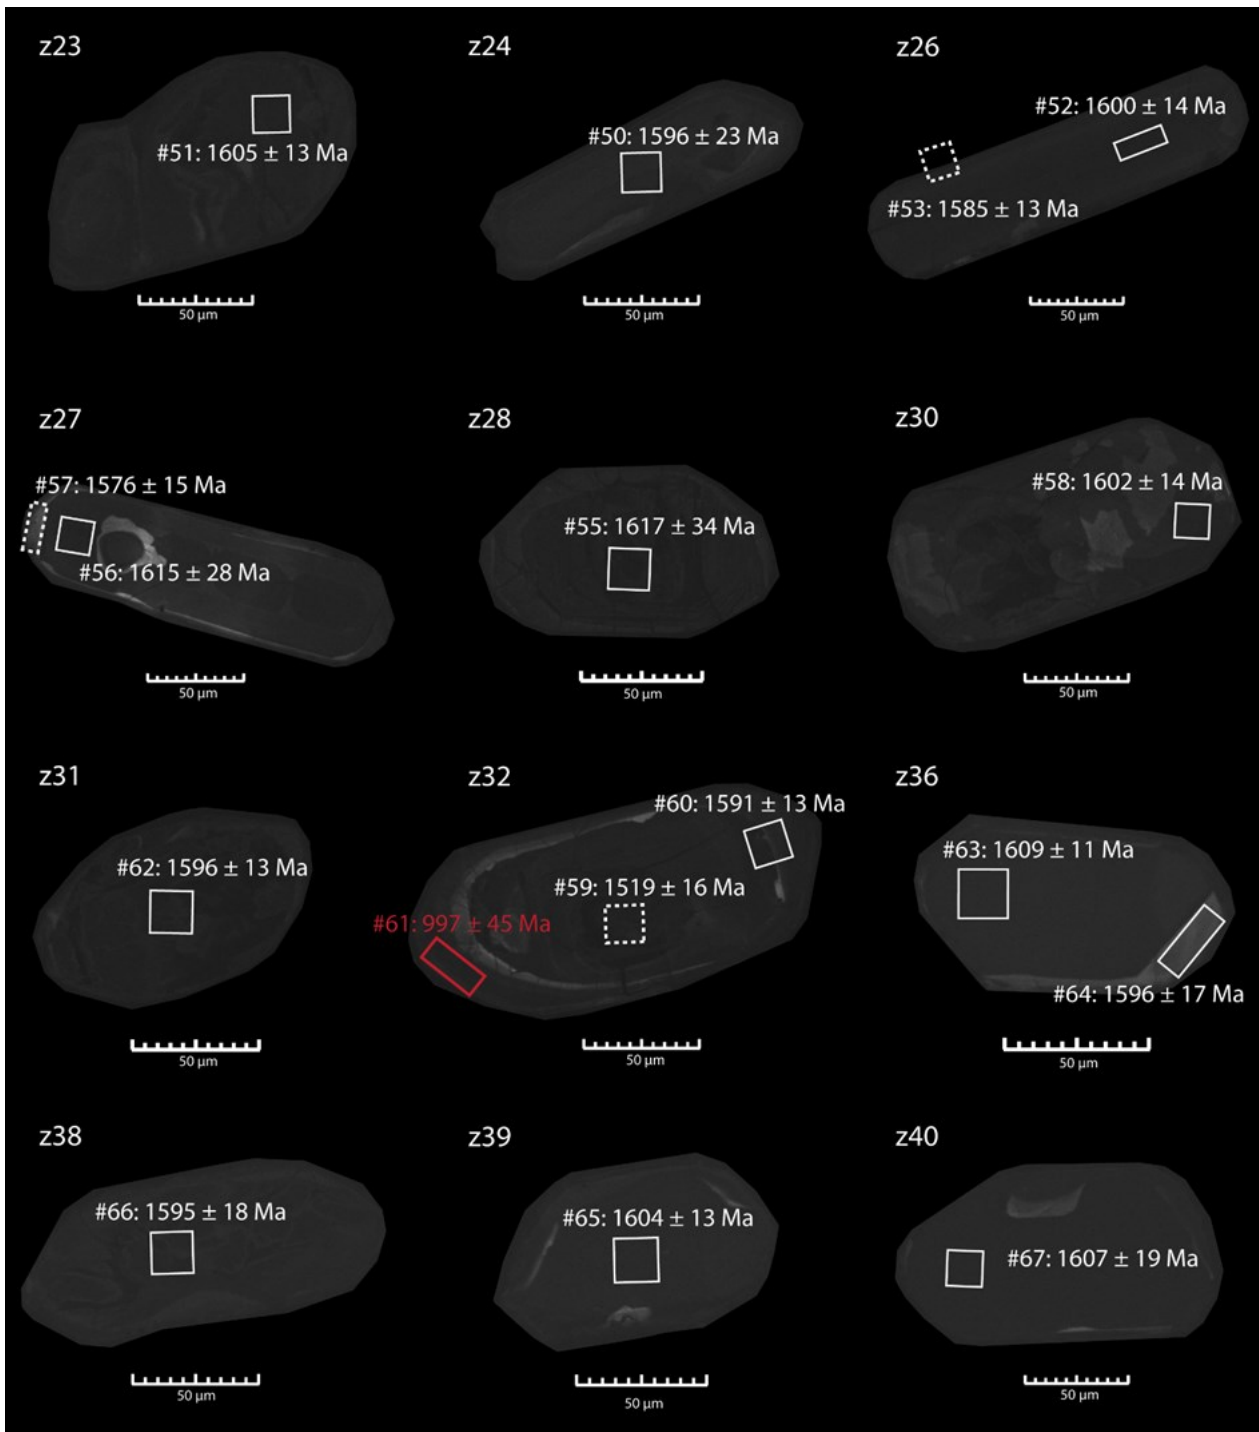 z23
z24
z26
#51: 1605 ± 13 Ma
#50: 1596 ± 23 Ma
#52: 1600 ± 14 Ma
#53: 1585 ± 13 Ma
50 µm
50 µm
50 µm
z27
z28
z30
#57: 1576 ± 15 Ma
#56: 1615 ± 28 Ma
#55: 1617 ± 34 Ma
#58: 1602 ± 14 Ma
50 µm
50 µm
50 µm
z31
z32
z36
#62: 1596 ± 13 Ma
#60: 1591 ± 13 Ma
#59: 1519 ± 16 Ma
#61: 997 ± 45 Ma
#63: 1609 ± 11 Ma
#64: 1596 ± 17 Ma
50 µm
50 µm
50 µm
z38
z39
z40
#66: 1595 ± 18 Ma
#65: 1604 ± 13 Ma
#67: 1607 ± 19 Ma
50 µm
50 µm
50 µm